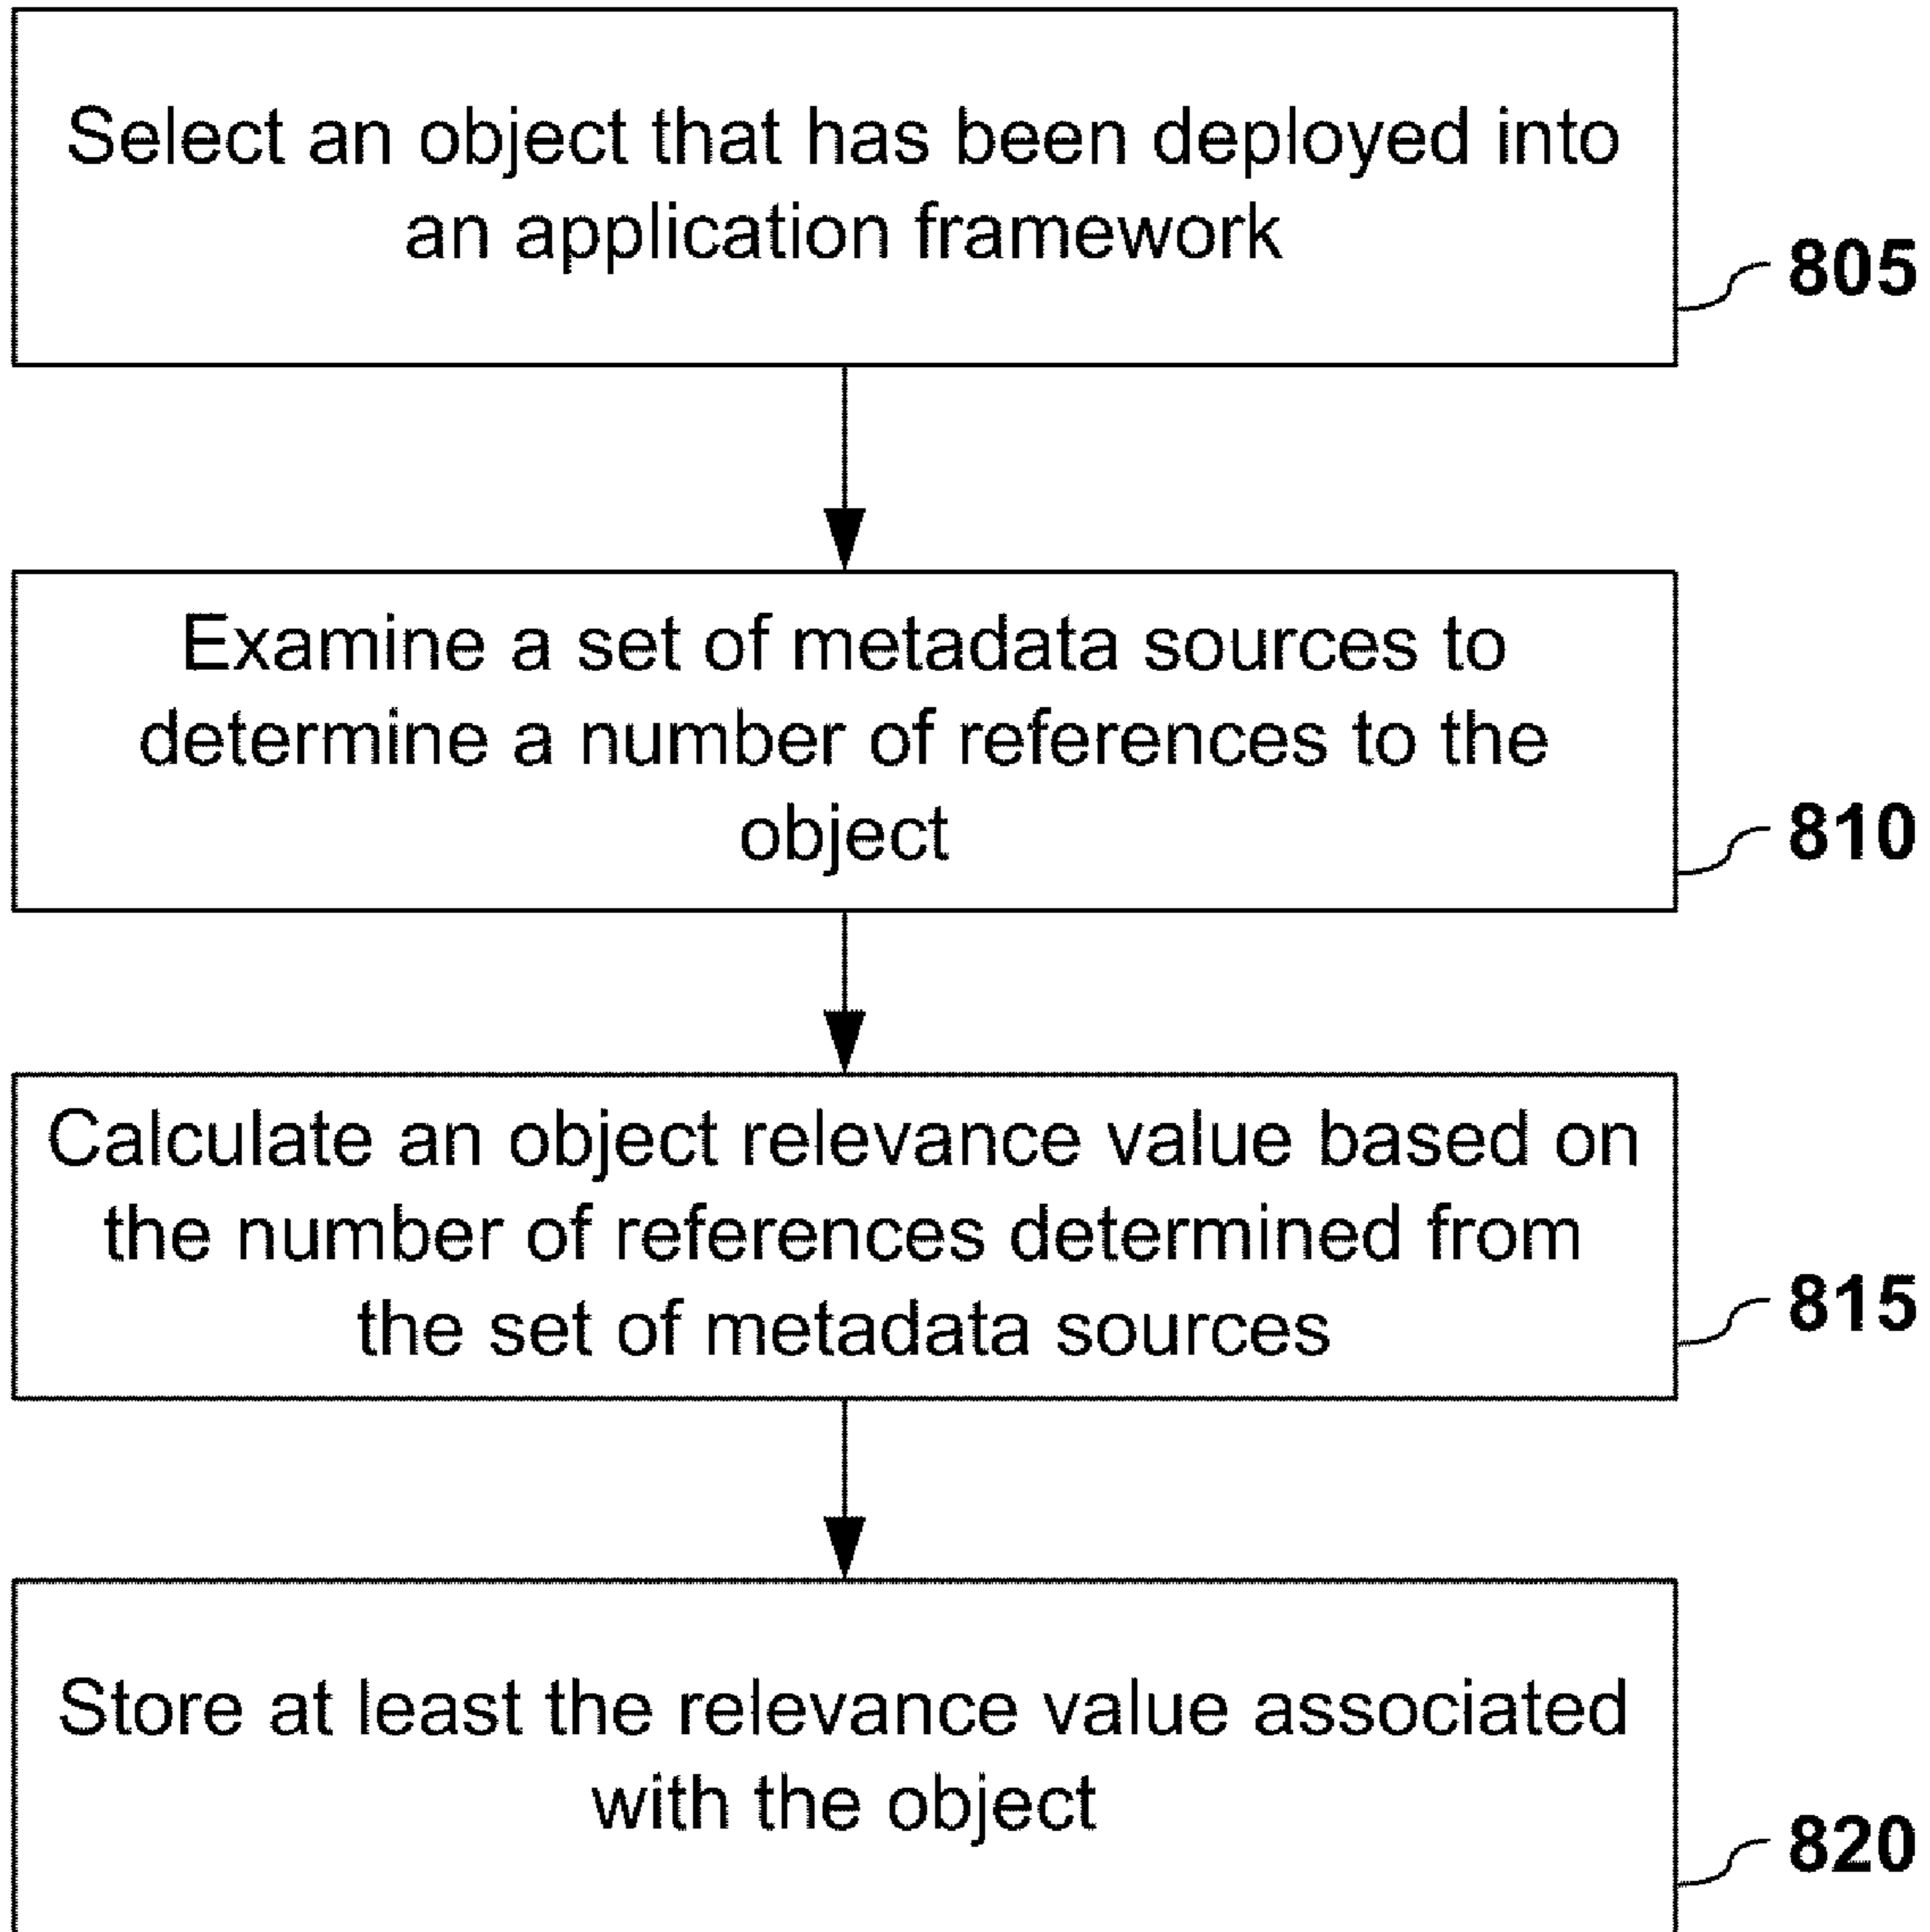 Select an object that has been deployed into
an application framework
805
Examine a set of metadata sources to
determine a number of references to the
object
810
Calculate an object relevance value based on
the number of references determined from
the set of metadata sources
815
Store at least the relevance value associated
with the object
820